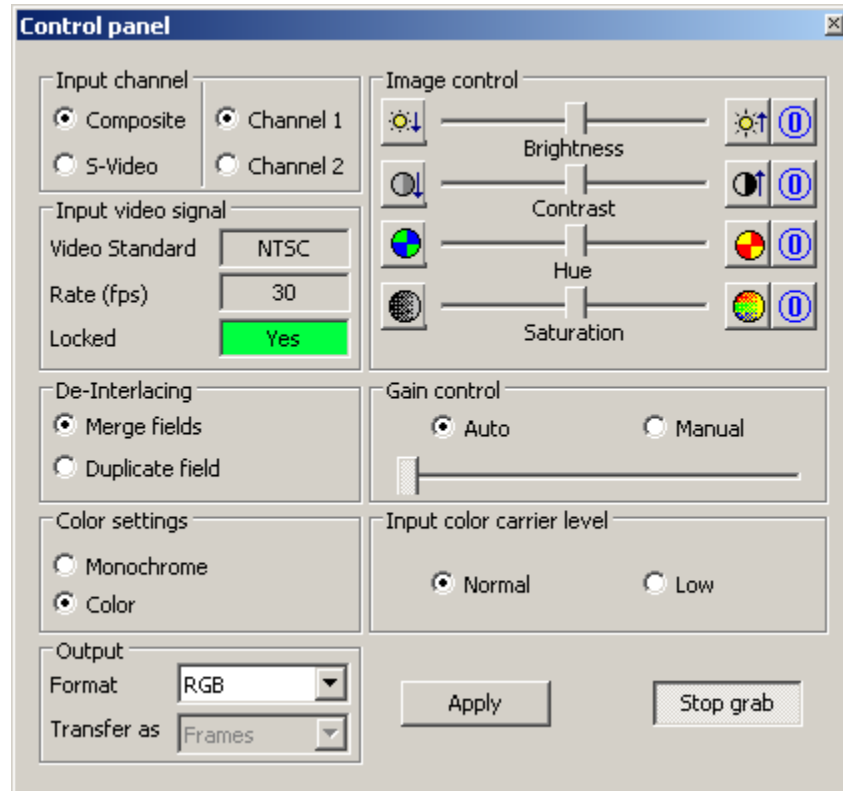 Control panel
Input channel
Composite
Channel 1
S-Video
Channel 2
Input video signal
Video Standard
NTSC
Rate (fps)
30
Locked
Yes
Image control
0
Brightness
0
Contrast
0
Hue
0
Saturation
De-Interlacing
Merge fields
Duplicate field
Gain control
Auto
Manual
Color settings
Monochrome
Color
Input color carrier level
Normal
Low
Output
Format
RGB
Transfer as
Frames
Apply
Stop grab